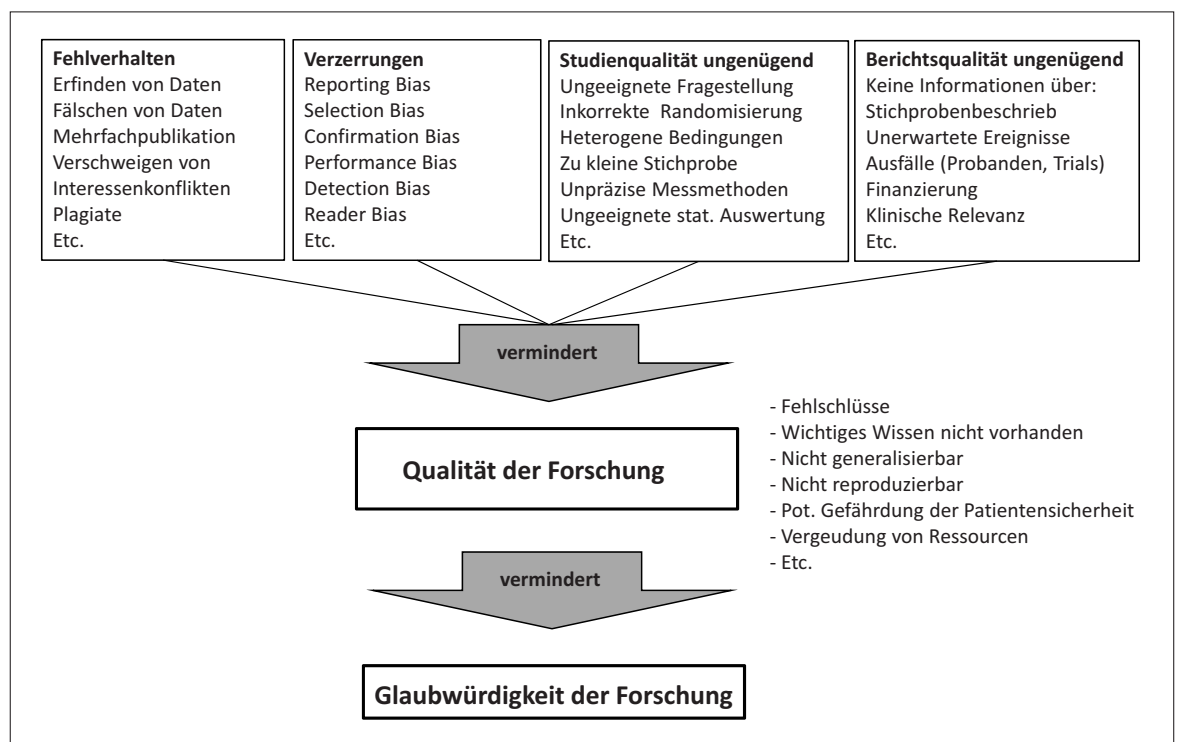 Fehlverhalten
Erfinden von Daten
Fälschen von Daten
Mehrfachpublikation
Verschweigen von
Interessenkonflikten
Plagiate
Etc.
Verzerrungen
Reporting Bias
Selection Bias
Confirmation Bias
Performance Bias
Detection Bias
Reader Bias
Etc.
Studienqualität ungenügend
Ungeeignete Fragestellung
Inkorrekte Randomisierung
Heterogene Bedingungen
Zu kleine Stichprobe
Unpräzise Messmethoden
Ungeeignete stat. Auswertung
Etc.
Berichtsqualität ungenügend
Keine Informationen über:
Stichprobenbeschrieb
Unerwartete Ereignisse
Ausfälle (Probanden, Trials)
Finanzierung
Klinische Relevanz
Etc.
vermindert
Qualität der Forschung
- Fehlschlüsse
- Wichtiges Wissen nicht vorhanden
- Nicht generalisierbar
- Nicht reproduzierbar
- Pot. Gefährdung der Patientensicherheit
- Vergeudung von Ressourcen
- Etc.
vermindert
Glaubwürdigkeit der Forschung